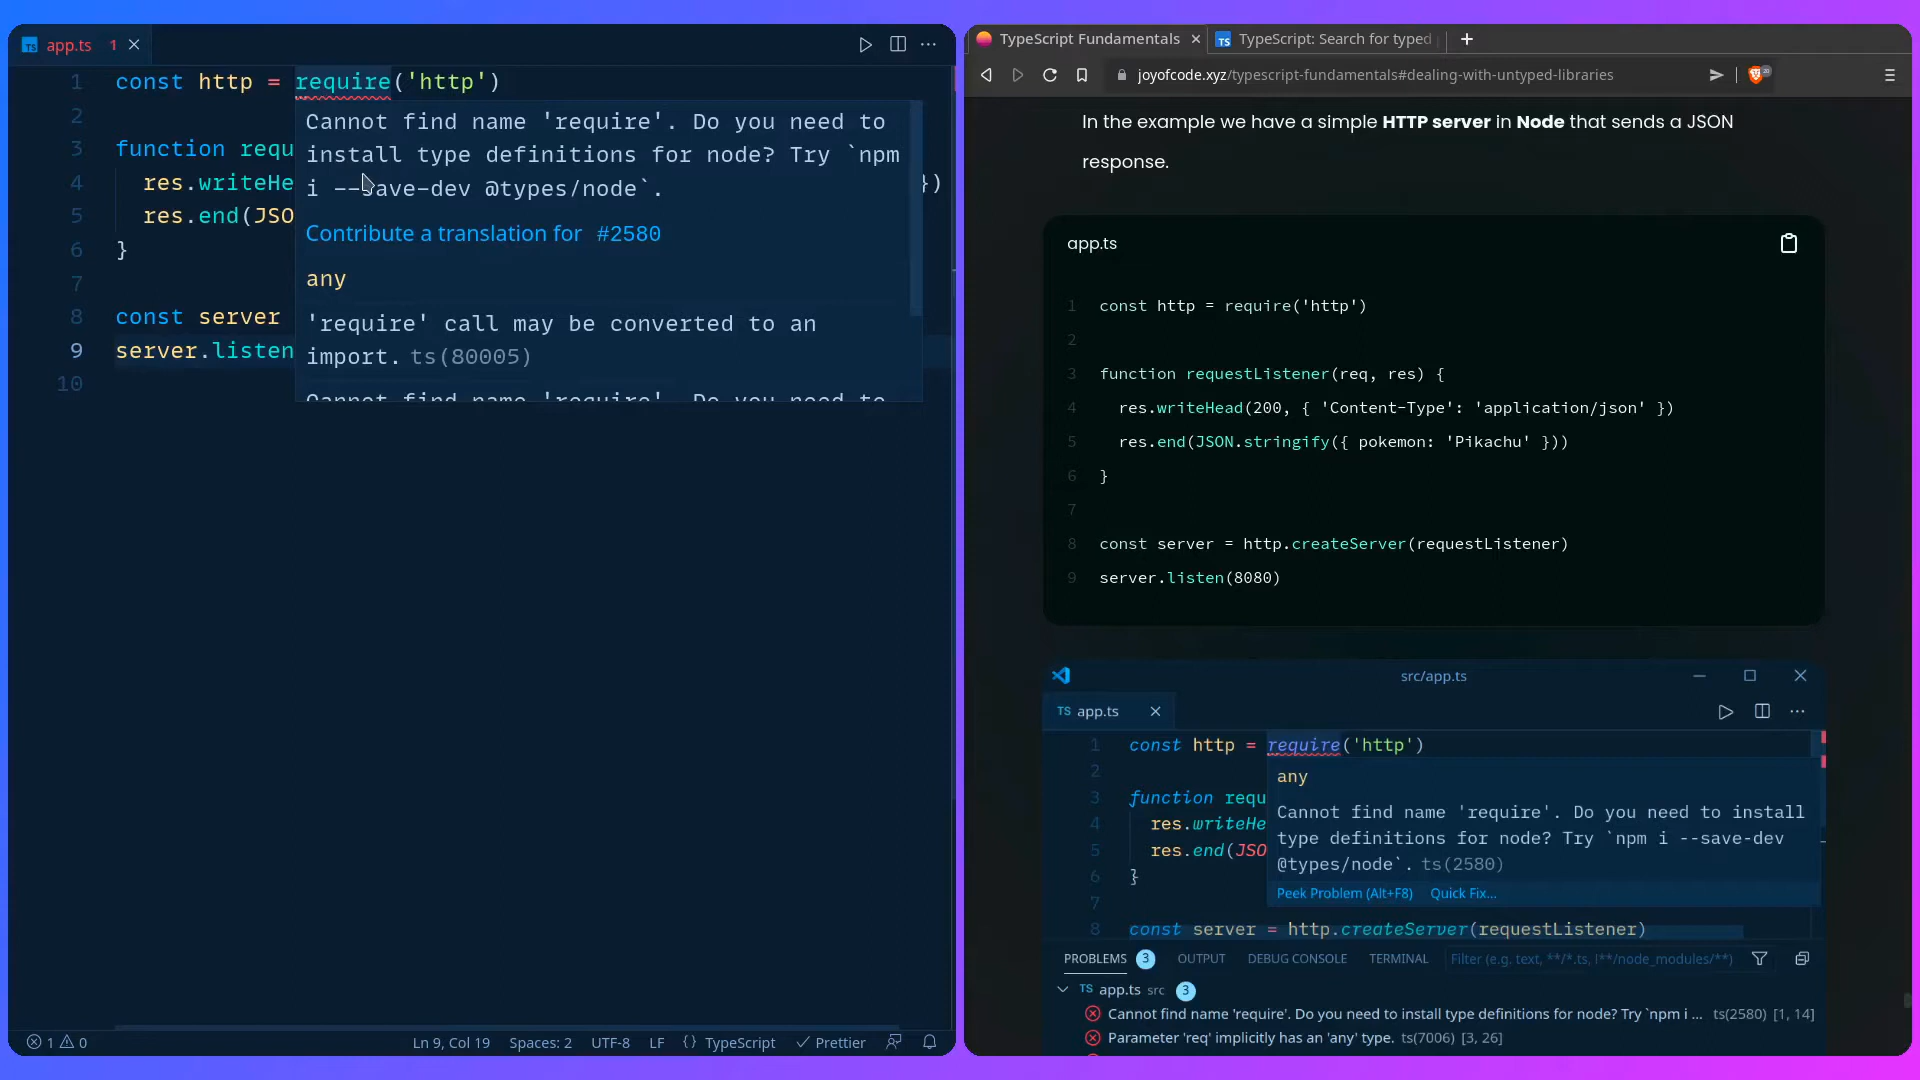 TS app.ts 1
1 const http = require('http')
2
3 function requ
4 res.writeHe })
5 res.end(JSO
6 }
7
8 const server
9 server.listen
10
Cannot find name 'require'. Do you need to
install type definitions for node? Try `npm
i --save-dev @types/node`.
Contribute a translation for #2580
any
'require' call may be converted to an
import. ts(80005)
Cannot find name 'require'. Do you need to
1 0
Ln 9, Col 19 Spaces: 2 UTF-8 LF {} TypeScript Prettier
TypeScript Fundamentals
TS TypeScript: Search for typed
joyofcode.xyz/typescript-fundamentals#dealing-with-untyped-libraries
In the example we have a simple HTTP server in Node that sends a JSON
response.
app.ts
1 const http = require('http')
2
3 function requestListener(req, res) {
4 res.writeHead(200, { 'Content-Type': 'application/json' })
5 res.end(JSON.stringify({ pokemon: 'Pikachu' }))
6 }
7
8 const server = http.createServer(requestListener)
9 server.listen(8080)
src/app.ts
TS app.ts
1 const http = require('http')
2
3 function requ
4 res.writeHe
5 res.end(JSO
6 }
7
8 const server = http.createServer(requestListener)
any
Cannot find name 'require'. Do you need to install
type definitions for node? Try `npm i --save-dev
@types/node`. ts(2580)
Peek Problem (Alt+F8) Quick Fix...
PROBLEMS 3 OUTPUT DEBUG CONSOLE TERMINAL Filter (e.g. text, **/*.ts, !**/node_modules/**)
TS app.ts src 3
Cannot find name 'require'. Do you need to install type definitions for node? Try `npm i ... ts(2580) [1, 14]
Parameter 'req' implicitly has an 'any' type. ts(7006) [3, 26]